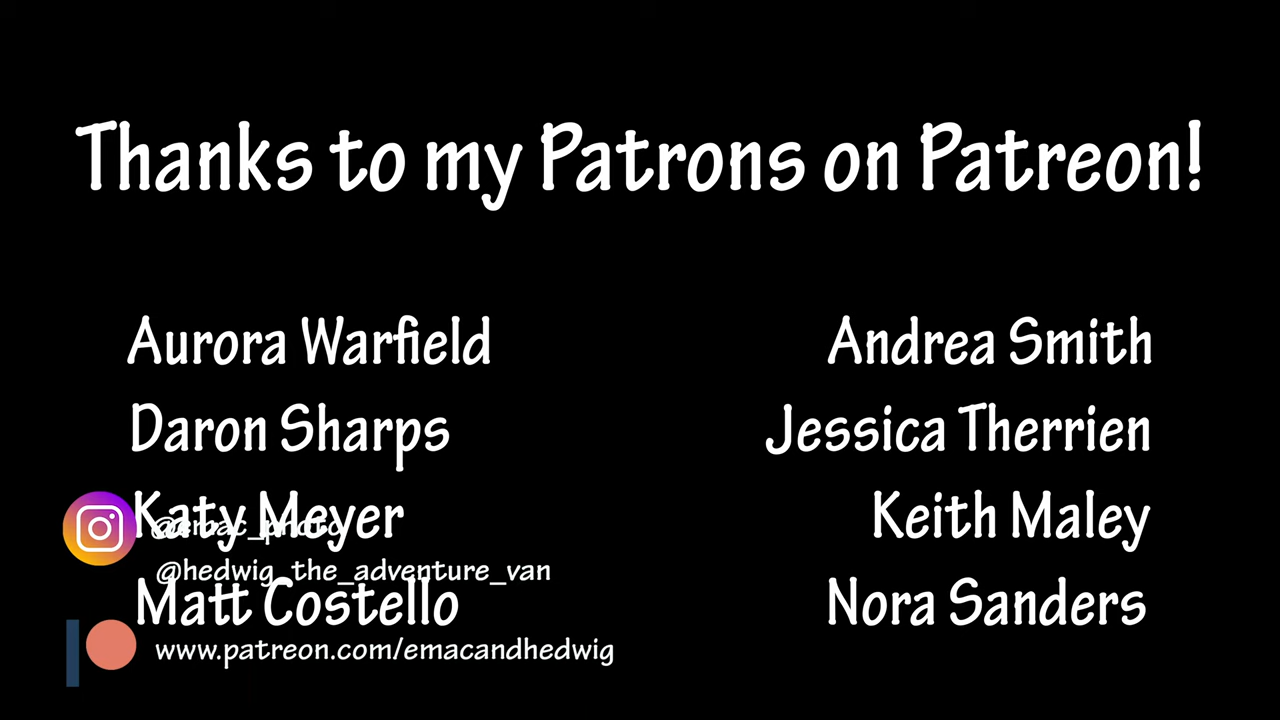 Thanks to my Patrons on Patreon!
Aurora Warfield Andrea Smith
Daron Sharps Jessica Therrien
Katy Meyer Keith Maley
@emac_photo
@hedwig_the_adventure_van
Matt Costello Nora Sanders
www.patreon.com/emacandhedwig